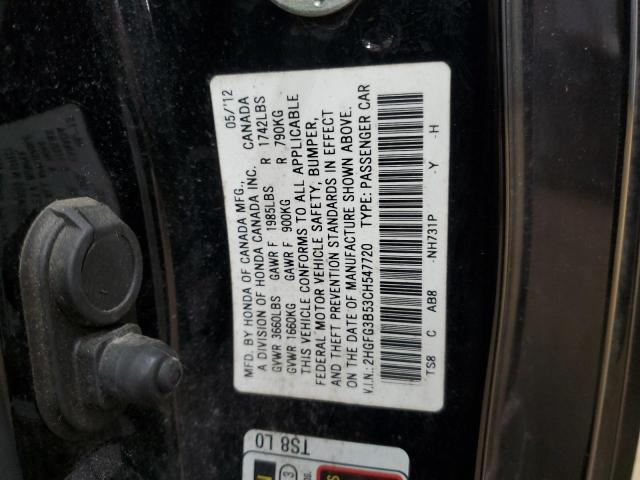 MFD. BY HONDA OF CANADA MFG., 05/'12
A DIVISION OF HONDA CANADA INC. CANADA
GVWR 3660LBS GAWR F 1985LBS R 1742LBS
GVWR 1660KG GAWR F 900KG R 790KG
THIS VEHICLE CONFORMS TO ALL APPLICABLE
FEDERAL MOTOR VEHICLE SAFETY, BUMPER,
AND THEFT PREVENTION STANDARDS IN EFFECT
ON THE DATE OF MANUFACTURE SHOWN ABOVE.
V.I.N.: 2HGFG3B53CH547720 TYPE: PASSENGER CAR
TS8 C AB8 -NH731P -Y -H
TS8 L0
3